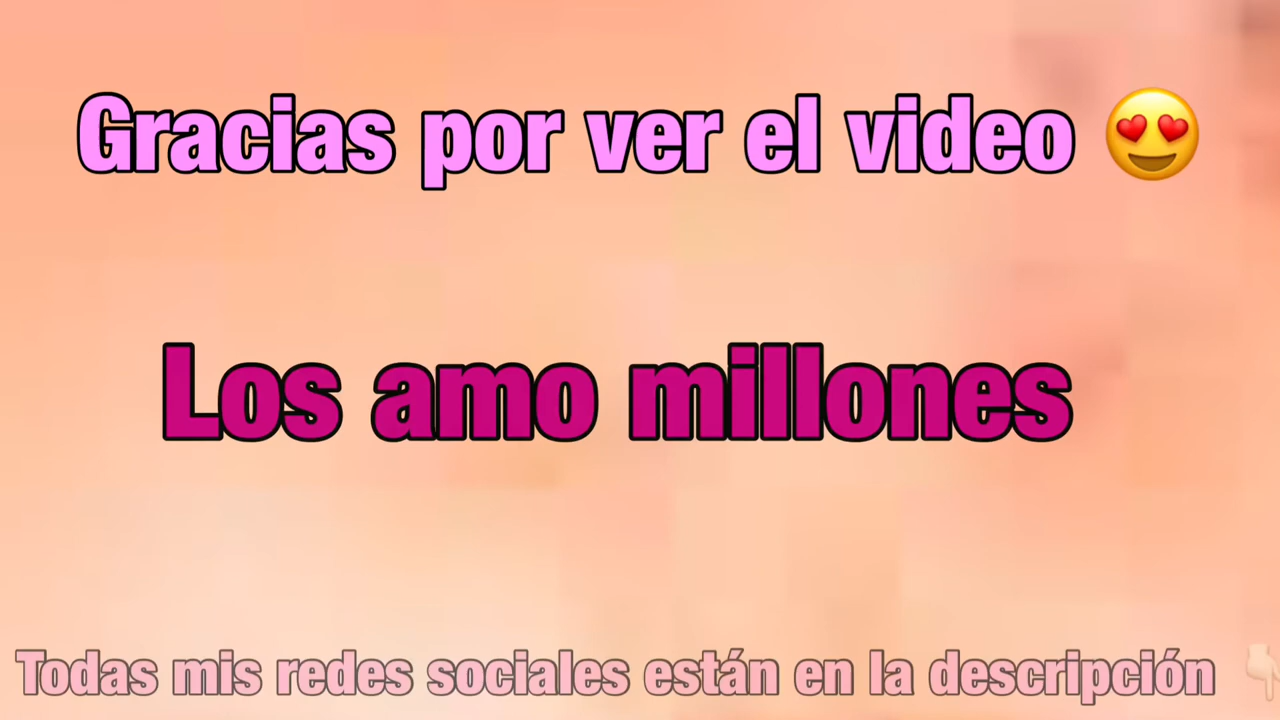 Gracias por ver el video 😍
Los amo millones
Todas mis redes sociales están en la descripción 👇🏻